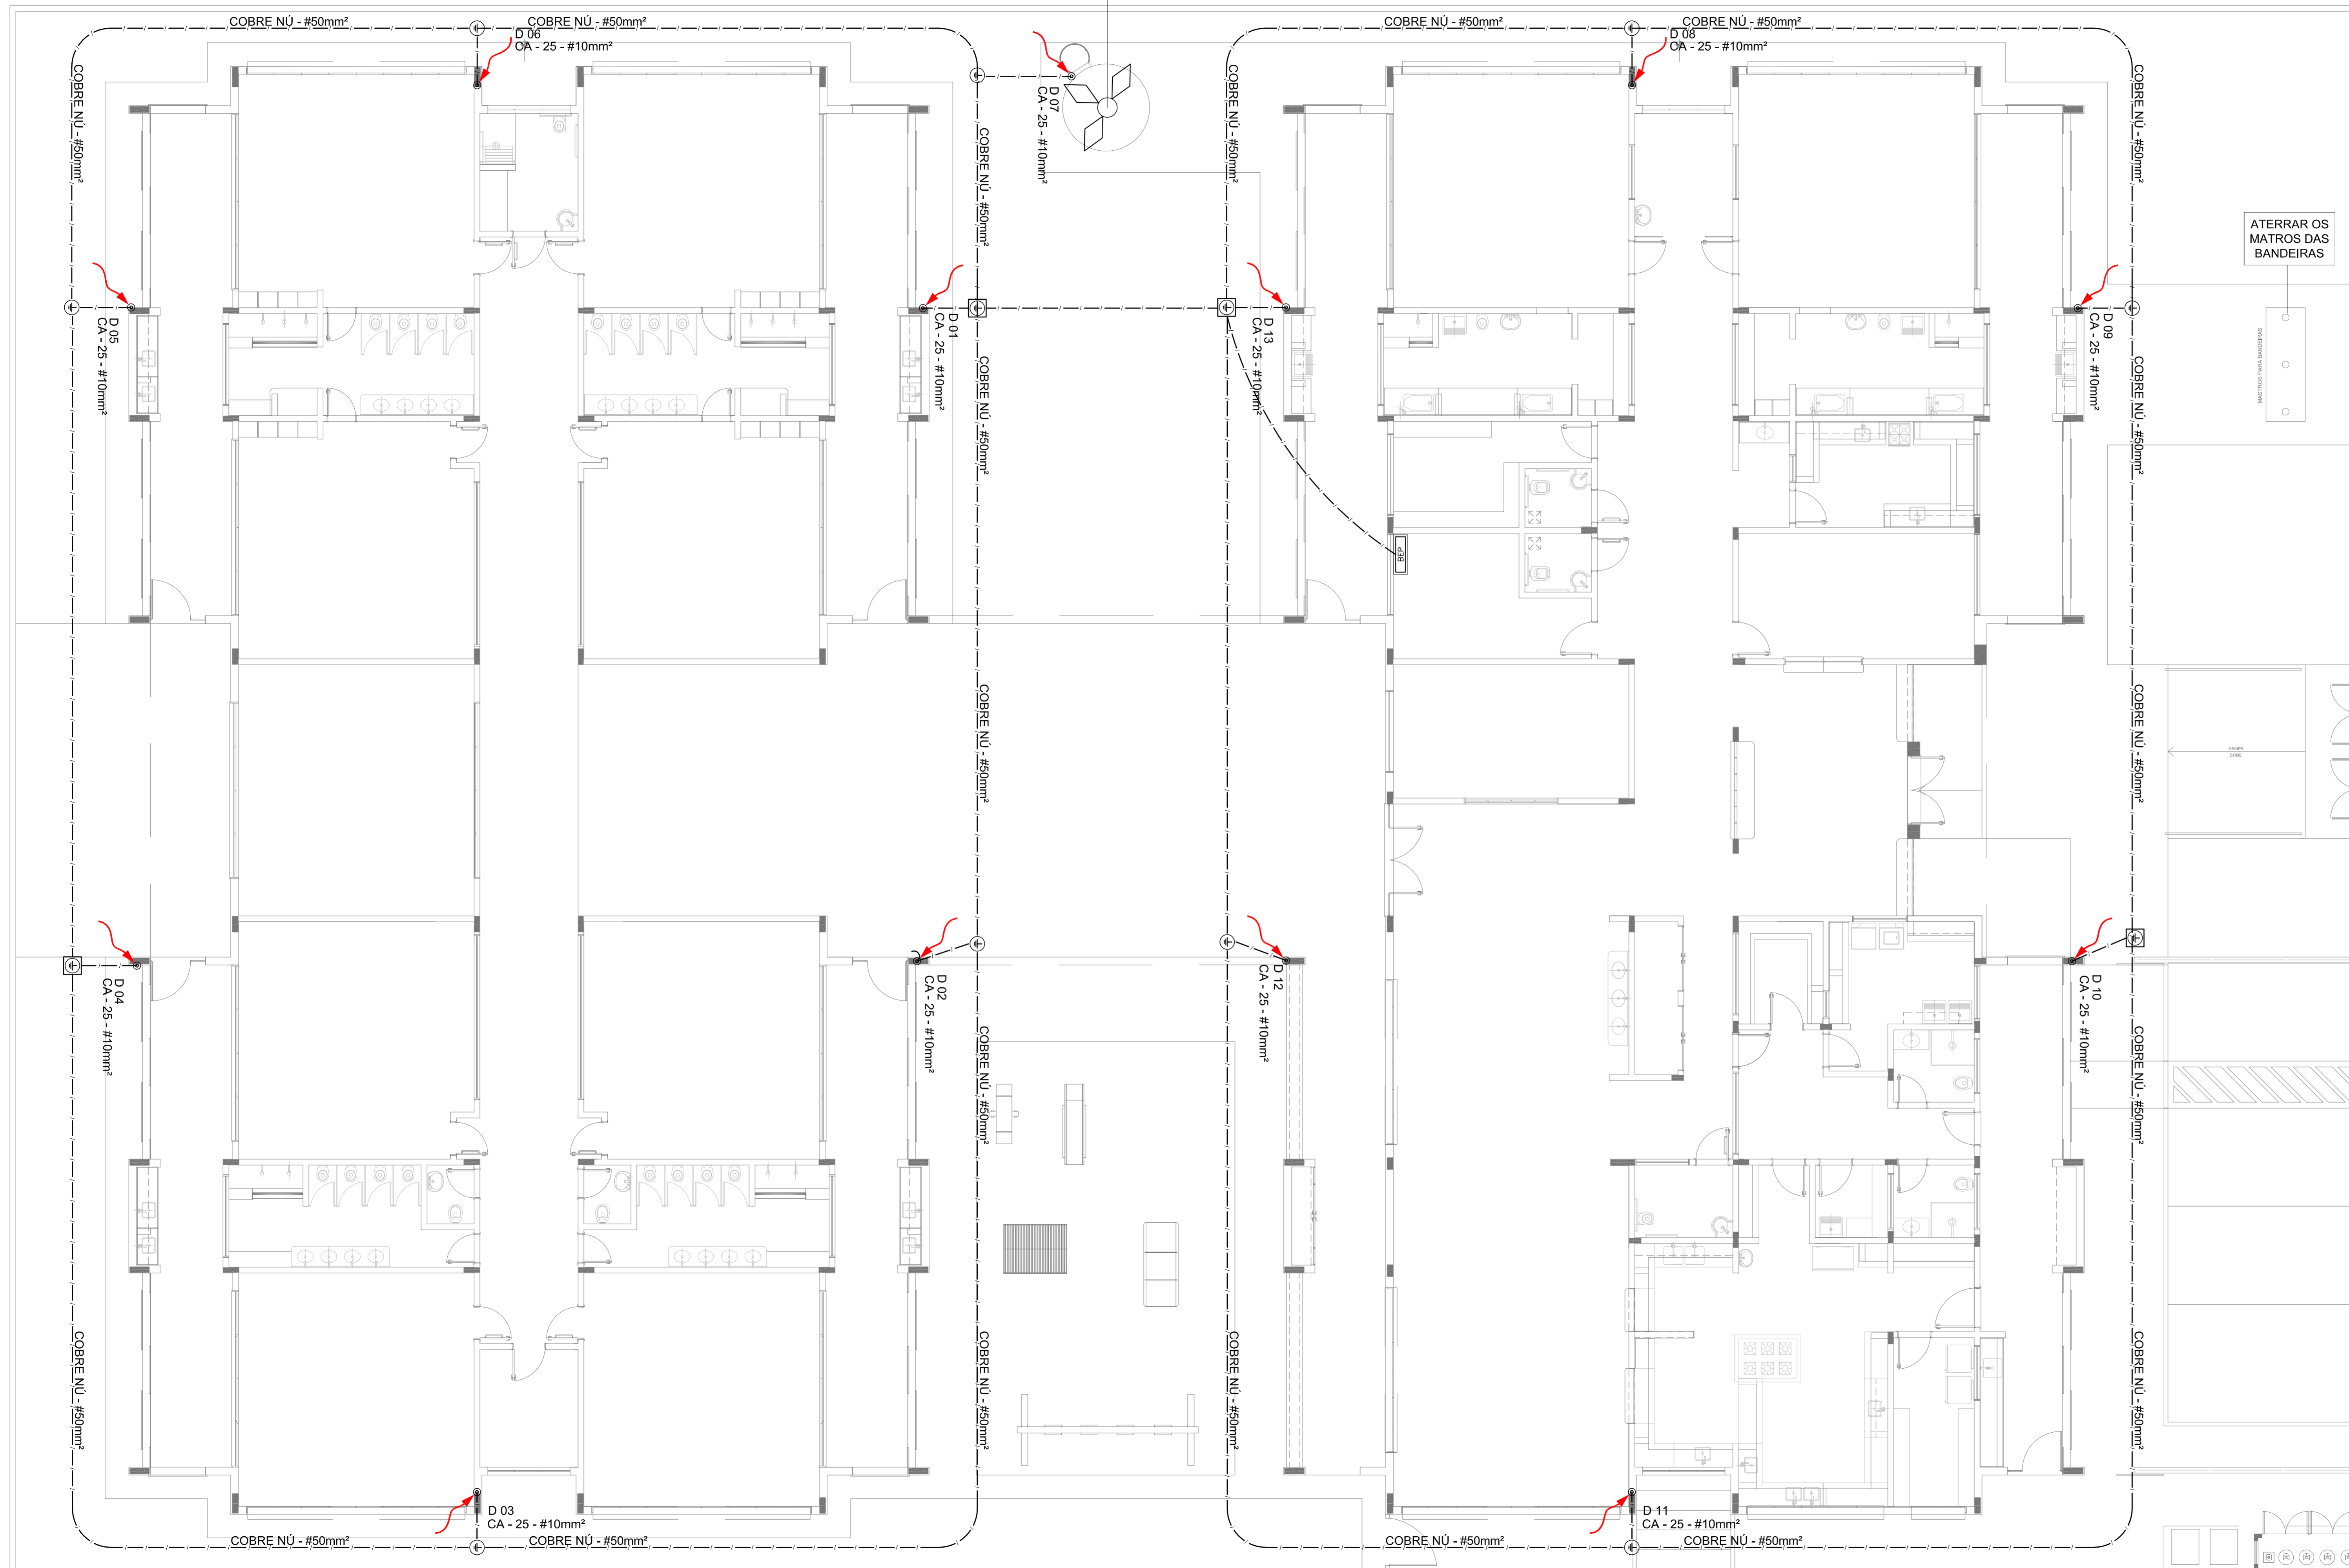 COBRE NÚ - #50mm²
COBRE NÚ - #50mm²
COBRE NÚ - #50mm²
COBRE NÚ - #50mm²
D 06
CA - 25 - #10mm²
D 08
CA - 25 - #10mm²
COBRE NÚ - #50mm²
D 07
CA - 25 - #10mm²
COBRE NÚ - #50mm²
COBRE NÚ - #50mm²
COBRE NÚ - #50mm²
ATERRAR OS
MATROS DAS
BANDEIRAS
D 05
CA - 25 - #10mm²
D 01
CA - 25 - #10mm²
D 13
CA - 25 - #10mm²
D 09
CA - 25 - #10mm²
MASTROS PARA BANDEIRAS
COBRE NÚ - #50mm²
COBRE NÚ - #50mm²
BEP
COBRE NÚ - #50mm²
COBRE NÚ - #50mm²
RAMPA
SOBE
D 04
CA - 25 - #10mm²
D 02
CA - 25 - #10mm²
D 12
CA - 25 - #10mm²
D 10
CA - 25 - #10mm²
COBRE NÚ - #50mm²
COBRE NÚ - #50mm²
COBRE NÚ - #50mm²
COBRE NÚ - #50mm²
COBRE NÚ - #50mm²
COBRE NÚ - #50mm²
D 03
CA - 25 - #10mm²
D 11
CA - 25 - #10mm²
COBRE NÚ - #50mm²
COBRE NÚ - #50mm²
COBRE NÚ - #50mm²
COBRE NÚ - #50mm²